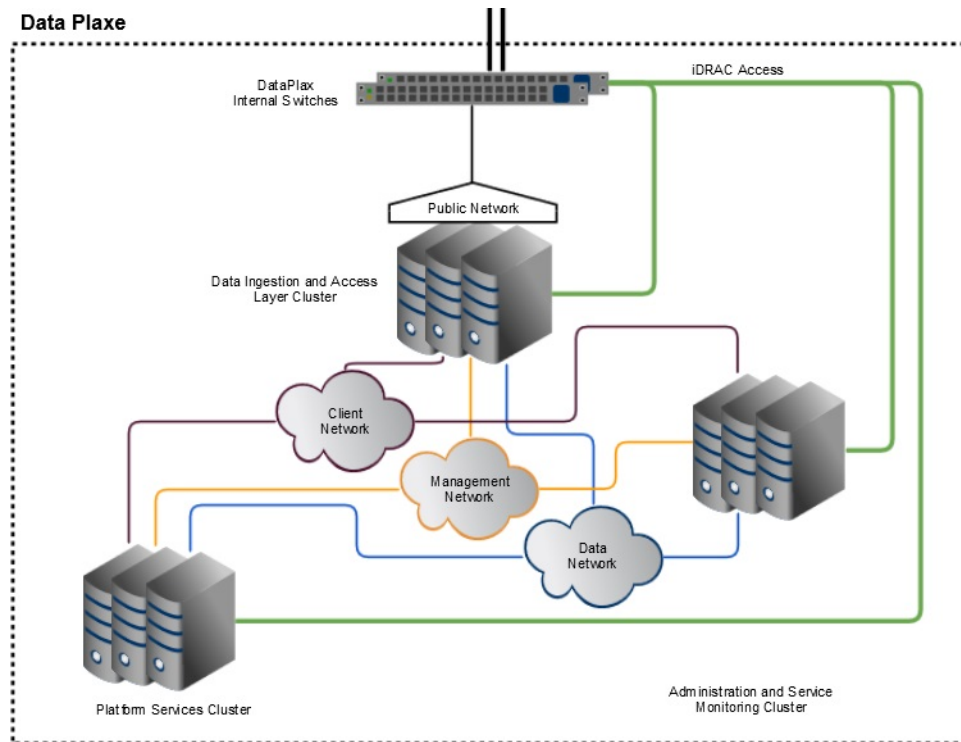 Data Plaxe
DataPlax
Internal Switches
iDRAC Access
Public Network
Data Ingestion and Access
Layer Cluster
Client
Network
Management
Network
Data
Network
Platform Services Cluster
Administration and Service
Monitoring Cluster